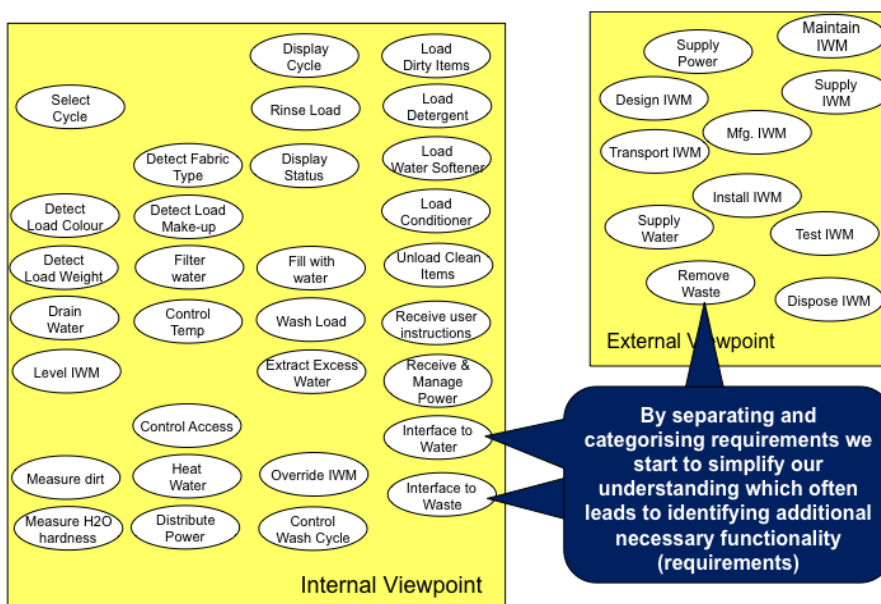 Select
Cycle
Detect
Load Colour
Detect
Load Weight
Drain
Water
Level IWM
Measure dirt
Measure H2O
hardness
Detect Fabric
Type
Detect Load
Make-up
Filter
water
Control
Temp
Control Access
Heat
Water
Distribute
Power
Display
Cycle
Rinse Load
Display
Status
Fill with
water
Wash Load
Extract Excess
Water
Override IWM
Control
Wash Cycle
Load
Dirty Items
Load
Detergent
Load
Water Softener
Load
Conditioner
Unload Clean
Items
Receive user
instructions
Receive &
Manage
Power
Interface to
Water
Interface to
Waste
Internal Viewpoint
Maintain
IWM
Supply
Power
Supply
IWM
Design IWM
Mfg. IWM
Transport IWM
Install IWM
Supply
Water
Test IWM
Remove
Waste
Dispose IWM
External Viewpoint
By separating and
categorising requirements we
start to simplify our
understanding which often
leads to identifying additional
necessary functionality
(requirements)